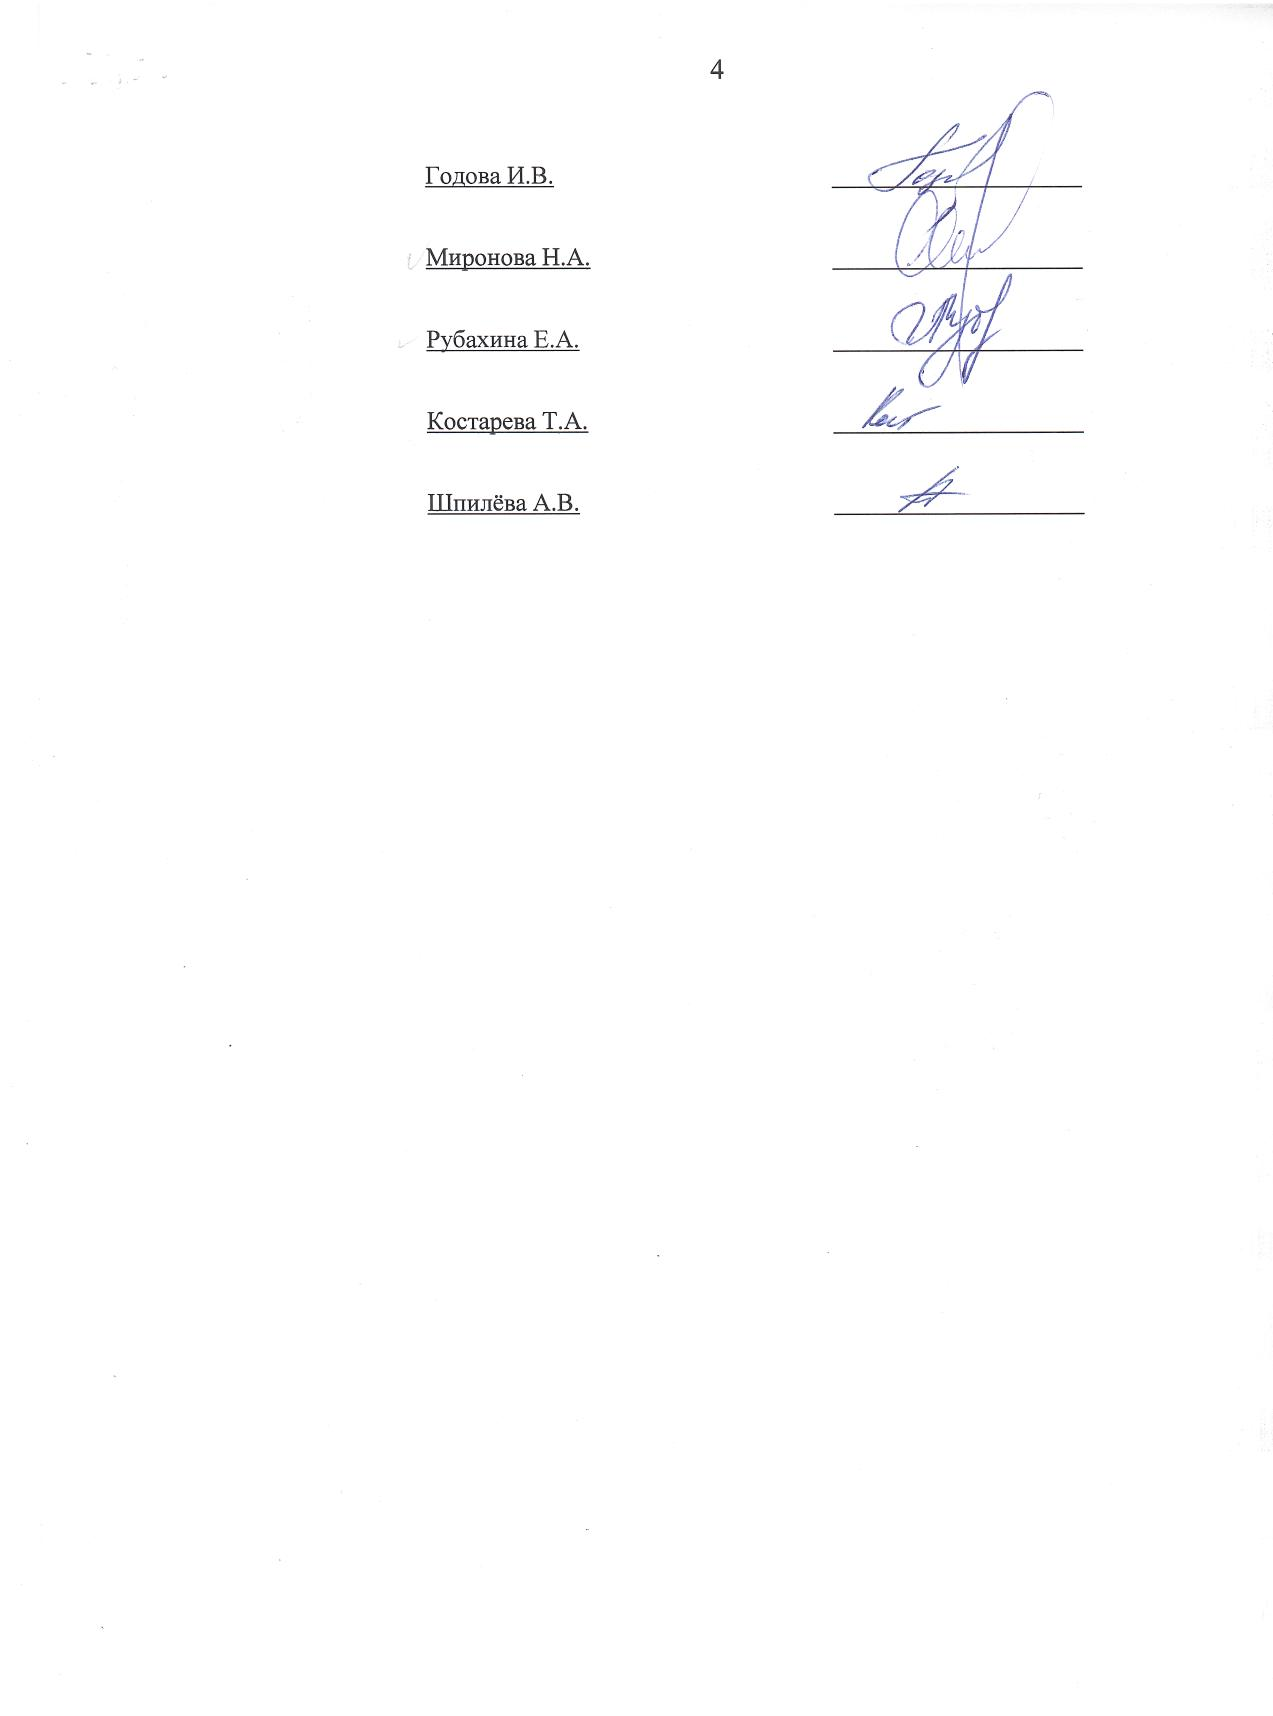 4
Годова И.В.
Миронова Н.А.
Рубахина Е.А.
Костарева Т.А.
Шпилёва А.В.